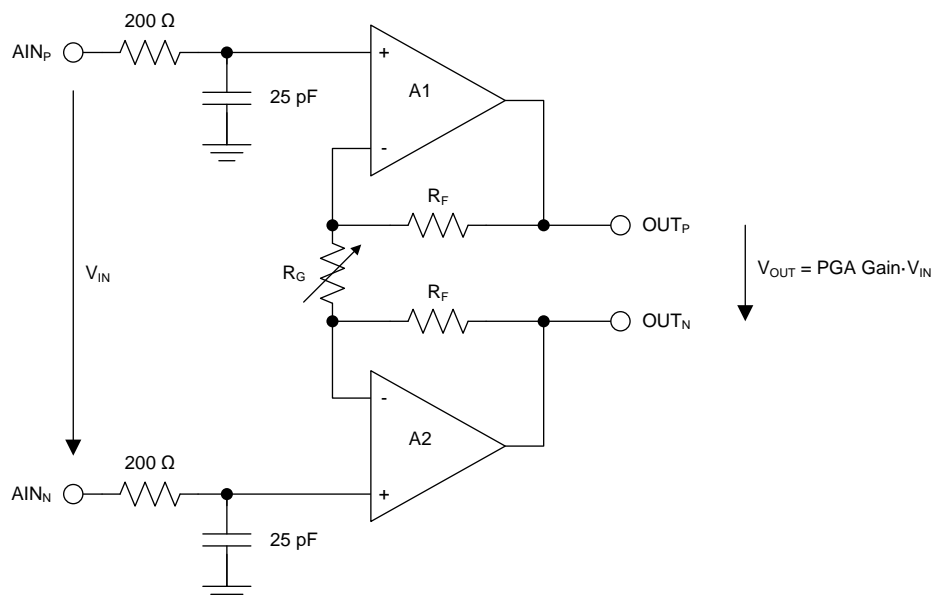 200 Ω
AINP
+
A1
25 pF
-
RF
OUTP
VIN
RG
VOUT = PGA Gain·VIN
RF
OUTN
-
A2
200 Ω
AINN
+
25 pF